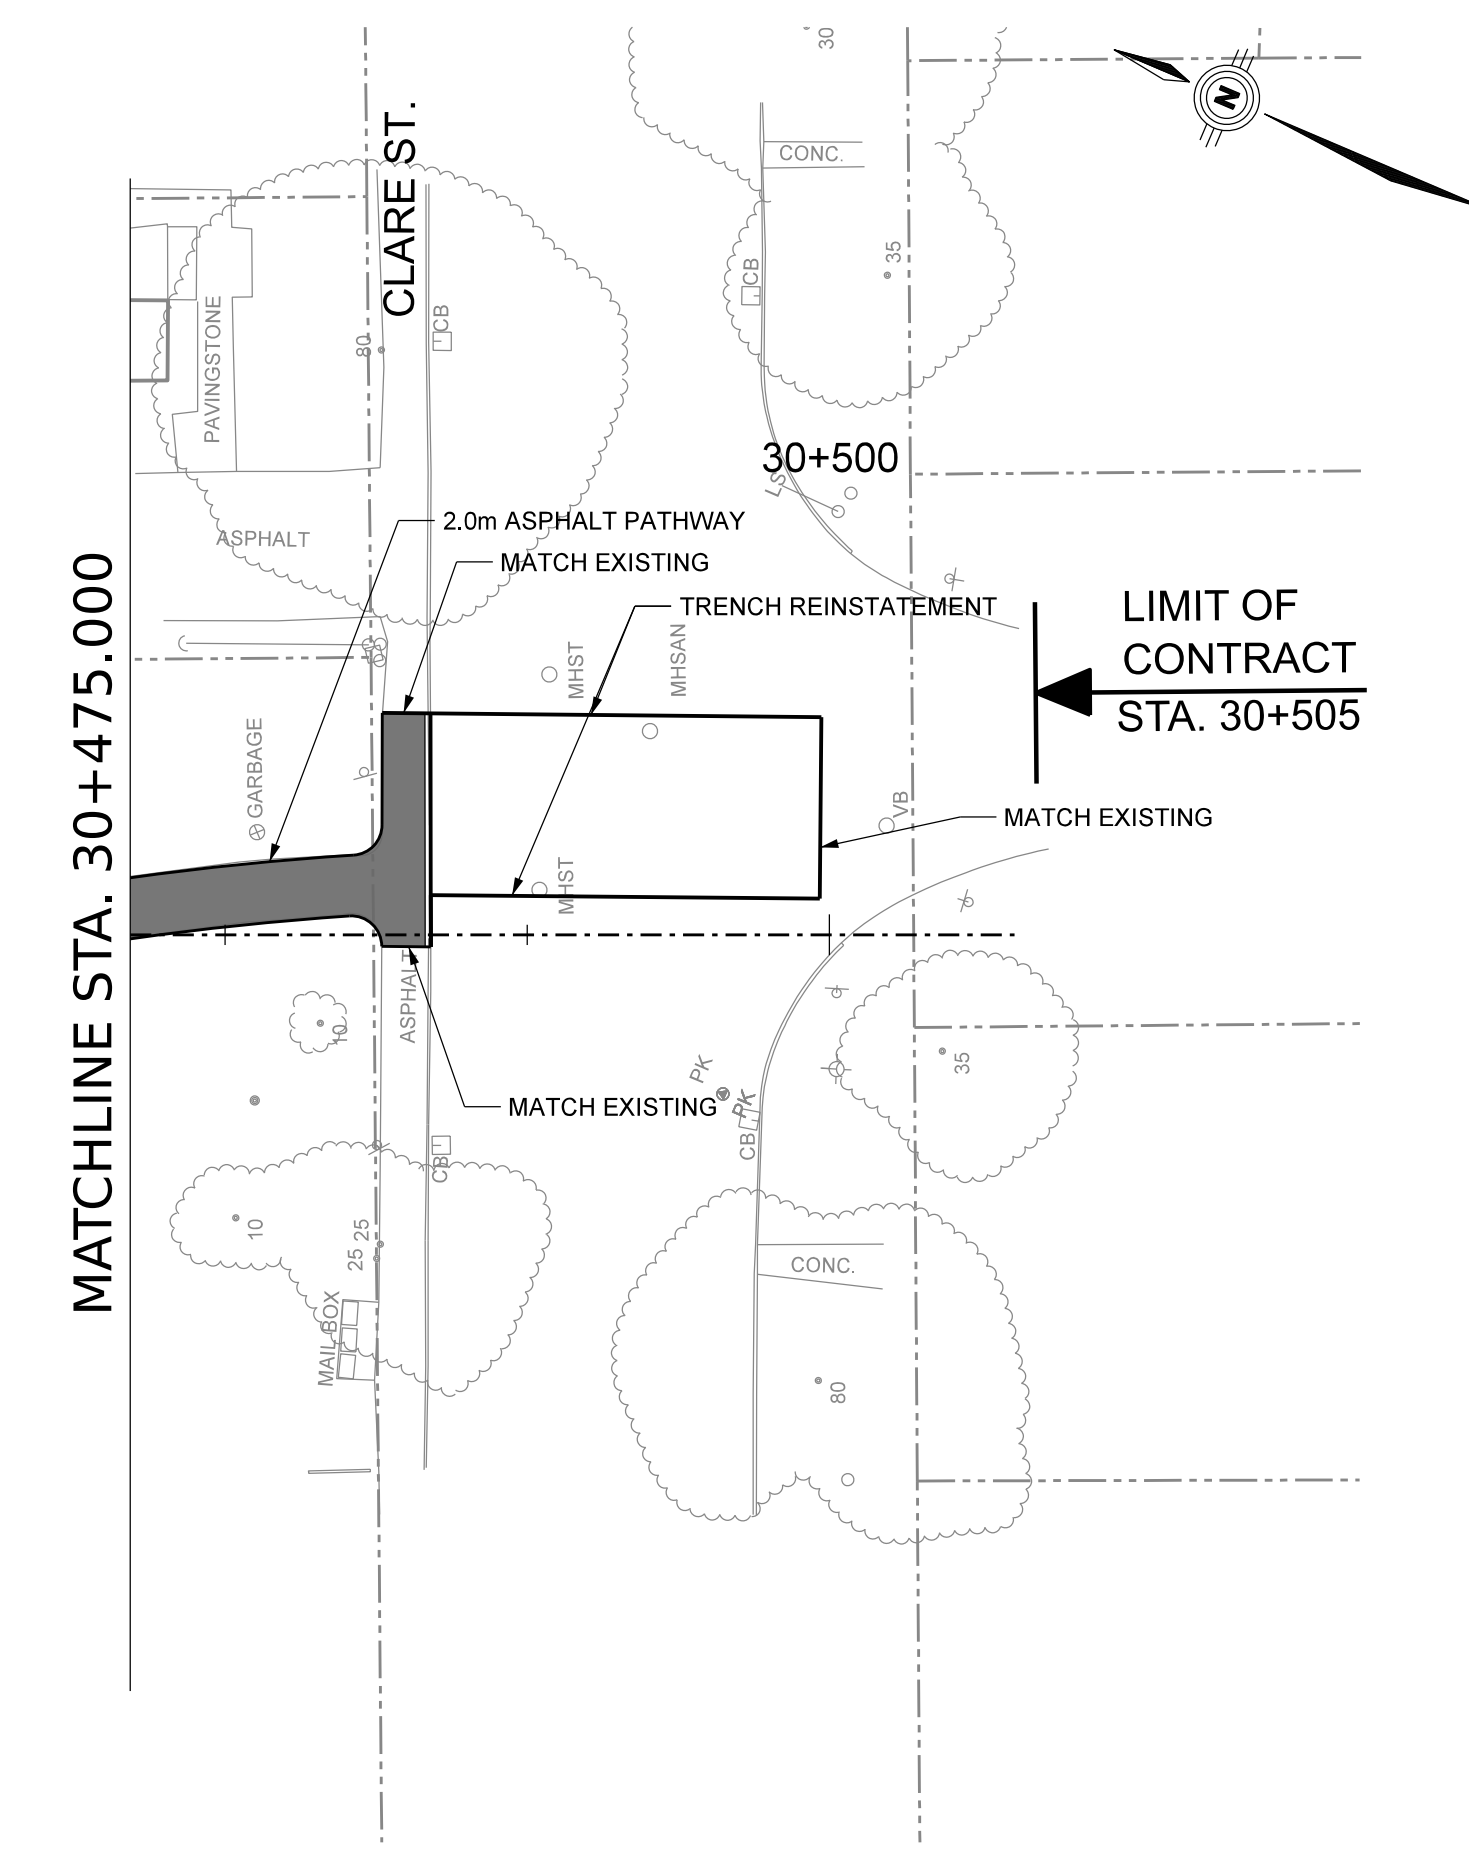 30
N
CONC.
CLARE ST.
CB
35
CB
PAVINGSTONE
80
30+500
LS
2.0m ASPHALT PATHWAY
ASPHALT
MATCH EXISTING
TRENCH REINSTATEMENT
LIMIT OF
CONTRACT
STA. 30+505
MHST
MHSAN
MATCHLINE STA. 30+475.000
GARBAGE
VB
MATCH EXISTING
MHST
ASPHALT
10
PK
35
PK
MATCH EXISTING
CB
CB
10
25
25
CONC.
MAIL BOX
80